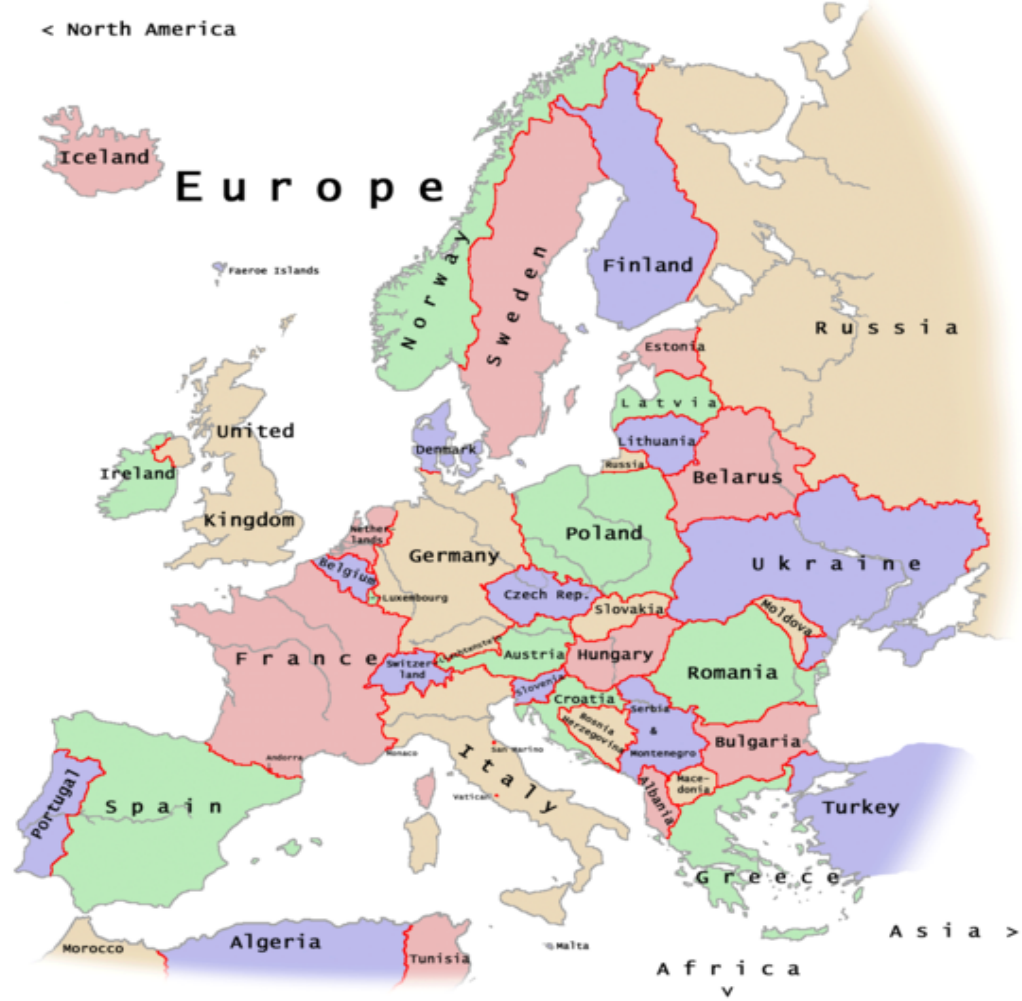 < North America
Iceland
Europe
Faeroe Islands
Norway
Sweden
Finland
Russia
Estonia
Latvia
Lithuania
Russia
Belarus
United
Kingdom
Ireland
Denmark
Nether
lands
Belgium
Luxembourg
Germany
Poland
Ukraine
Czech Rep.
Slovakia
Moldova
France
Switzer
land
Liechtenstein
Austria
Hungary
Romania
Slovenia
Croatia
Bosnia
Herzegovina
Serbia
&
Montenegro
Bulgaria
Monaco
San Marino
Andorra
Italy
Vatican
Albania
Mace-
donia
Portugal
Spain
Turkey
Greece
Morocco
Algeria
Tunisia
Malta
Asia >
Africa
v